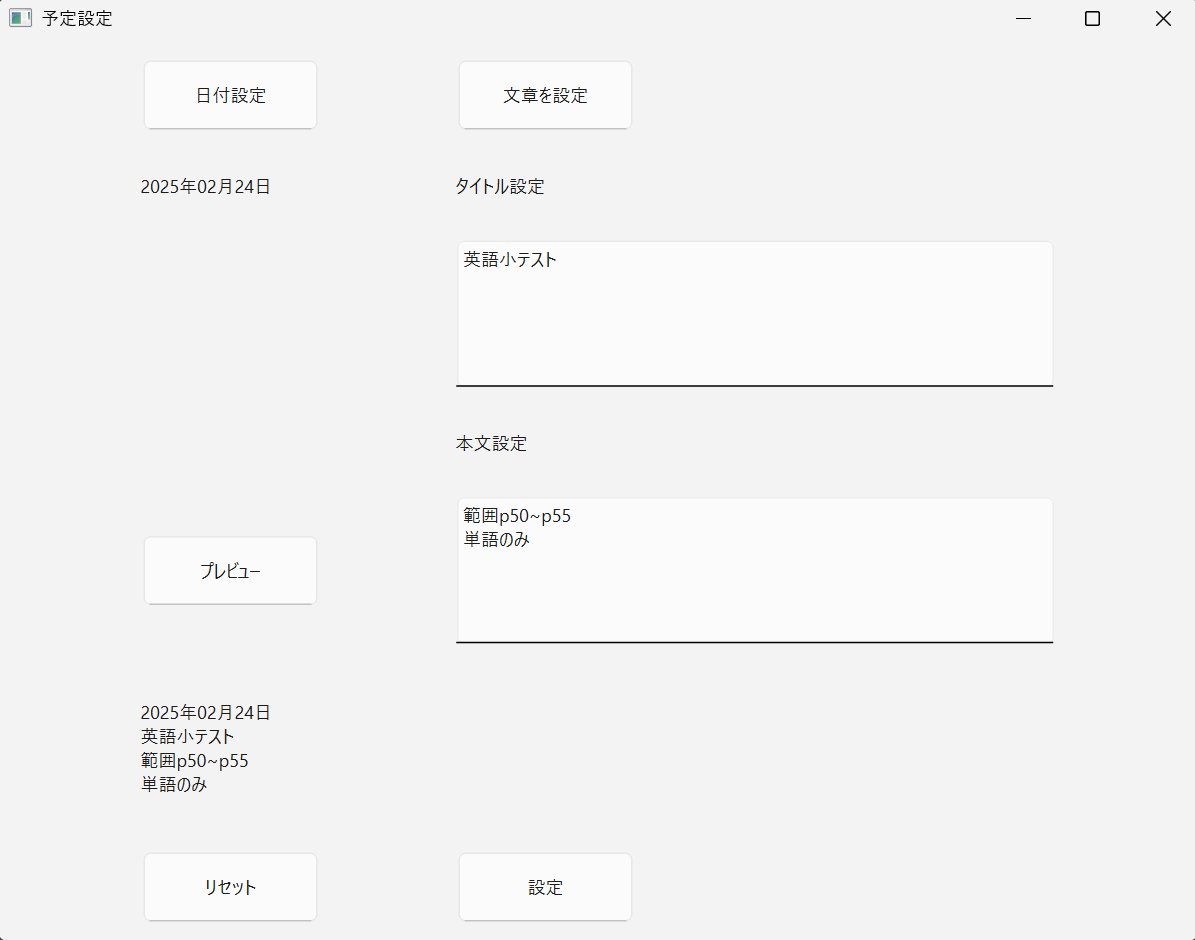 予定設定
日付設定
文章を設定
2025年02月24日
タイトル設定
英語小テスト
本文設定
範囲p50~p55
単語のみ
プレビュー
2025年02月24日
英語小テスト
範囲p50~p55
単語のみ
リセット
設定